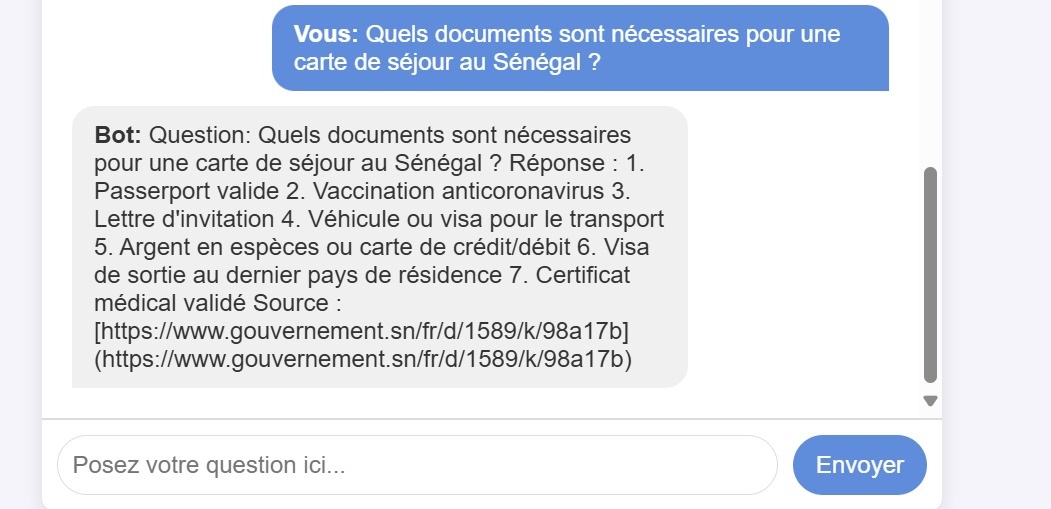 Vous: Quels documents sont nécessaires pour une
carte de séjour au Sénégal ?
Bot: Question: Quels documents sont nécessaires
pour une carte de séjour au Sénégal ? Réponse : 1.
Passerport valide 2. Vaccination anticoronavirus 3.
Lettre d'invitation 4. Véhicule ou visa pour le transport
5. Argent en espèces ou carte de crédit/débit 6. Visa
de sortie au dernier pays de résidence 7. Certificat
médical validé Source :
[https://www.gouvernement.sn/fr/d/1589/k/98a17b]
(https://www.gouvernement.sn/fr/d/1589/k/98a17b)
Posez votre question ici...
Envoyer